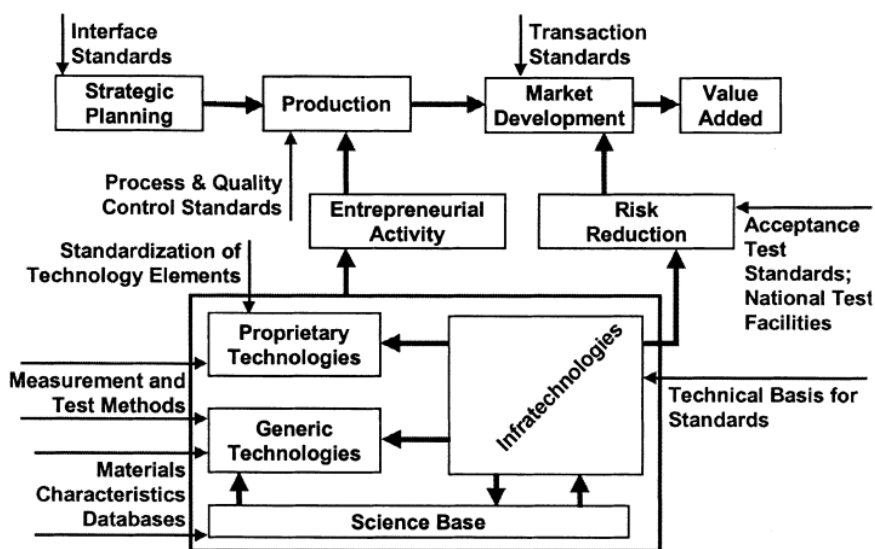 Interface
Standards
Transaction
Standards
Strategic
Planning
Production
Market
Development
Value
Added
Process & Quality
Control Standards
Entrepreneurial
Activity
Risk
Reduction
Acceptance
Test
Standards;
National Test
Facilities
Standardization of
Technology Elements
Proprietary
Technologies
Infratechnologies
Measurement and
Test Methods
Technical Basis for
Standards
Generic
Technologies
Materials
Characteristics
Databases
Science Base